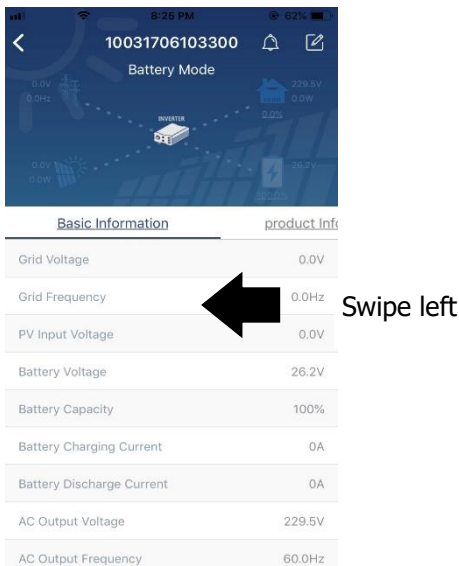 8:25 PM
62%
10031706103300
Battery Mode
0.0V
0.0Hz
229.5V
0.0W
0.0%
INVERTER
0.0V
0.0W
26.2V
100.0%
Basic Information
product Info
Grid Voltage 0.0V
Grid Frequency 0.0Hz
Swipe left
PV Input Voltage 0.0V
Battery Voltage 26.2V
Battery Capacity 100%
Battery Charging Current 0A
Battery Discharge Current 0A
AC Output Voltage 229.5V
AC Output Frequency 60.0Hz